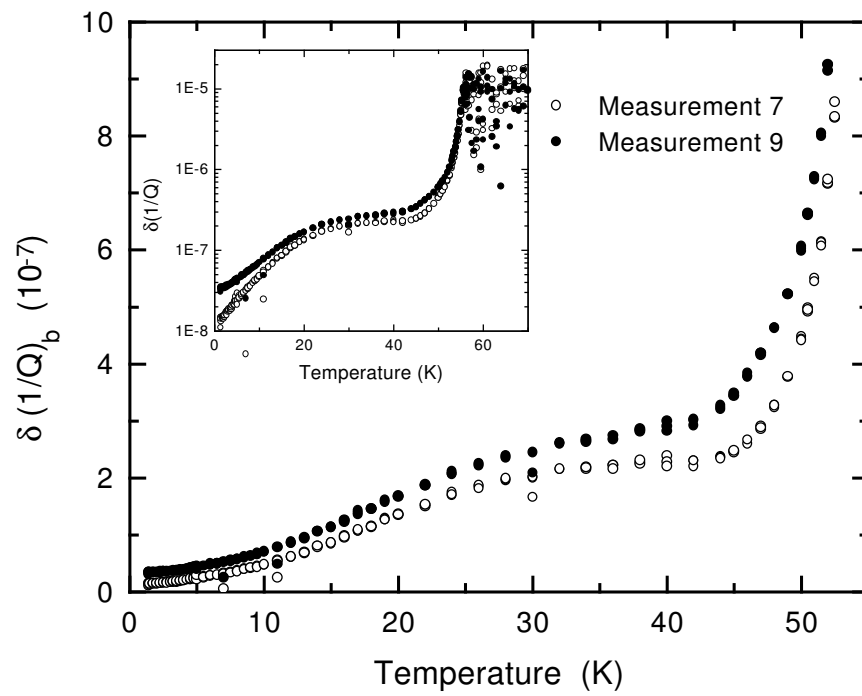 10
8
6
4
2
0
δ (1/Q)_b (10^-7)
0 10 20 30 40 50
Temperature (K)
Measurement 7
Measurement 9
1E-5
1E-6
1E-7
1E-8
δ(1/Q)
0 20 40 60
Temperature (K)